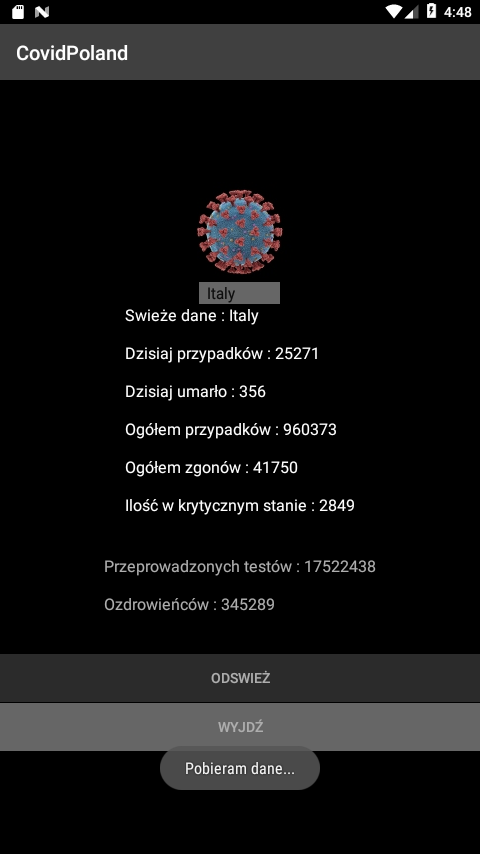 4:48
CovidPoland
Italy
Swieże dane : Italy
Dzisiaj przypadków : 25271
Dzisiaj umarło : 356
Ogółem przypadków : 960373
Ogółem zgonów : 41750
Ilość w krytycznym stanie : 2849
Przeprowadzonych testów : 17522438
Ozdrowieńców : 345289
ODSWIEŻ
WYJDŹ
Pobieram dane...